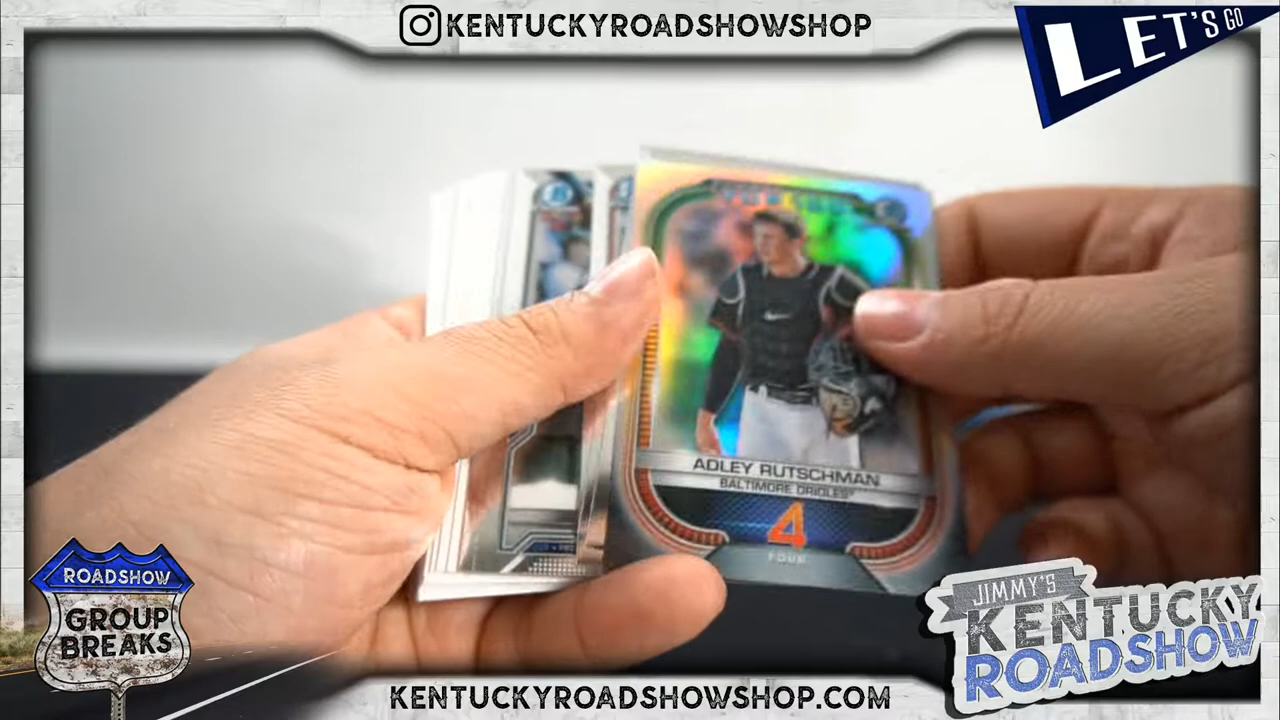 KENTUCKYROADSHOWSHOP
LET'S GO
ADLEY RUTSCHMAN
BALTIMORE ORIOLES
4
FOUR
ROADSHOW
GROUP
BREAKS
JIMMY'S
KENTUCKY
ROADSHOW
KENTUCKYROADSHOWSHOP.COM